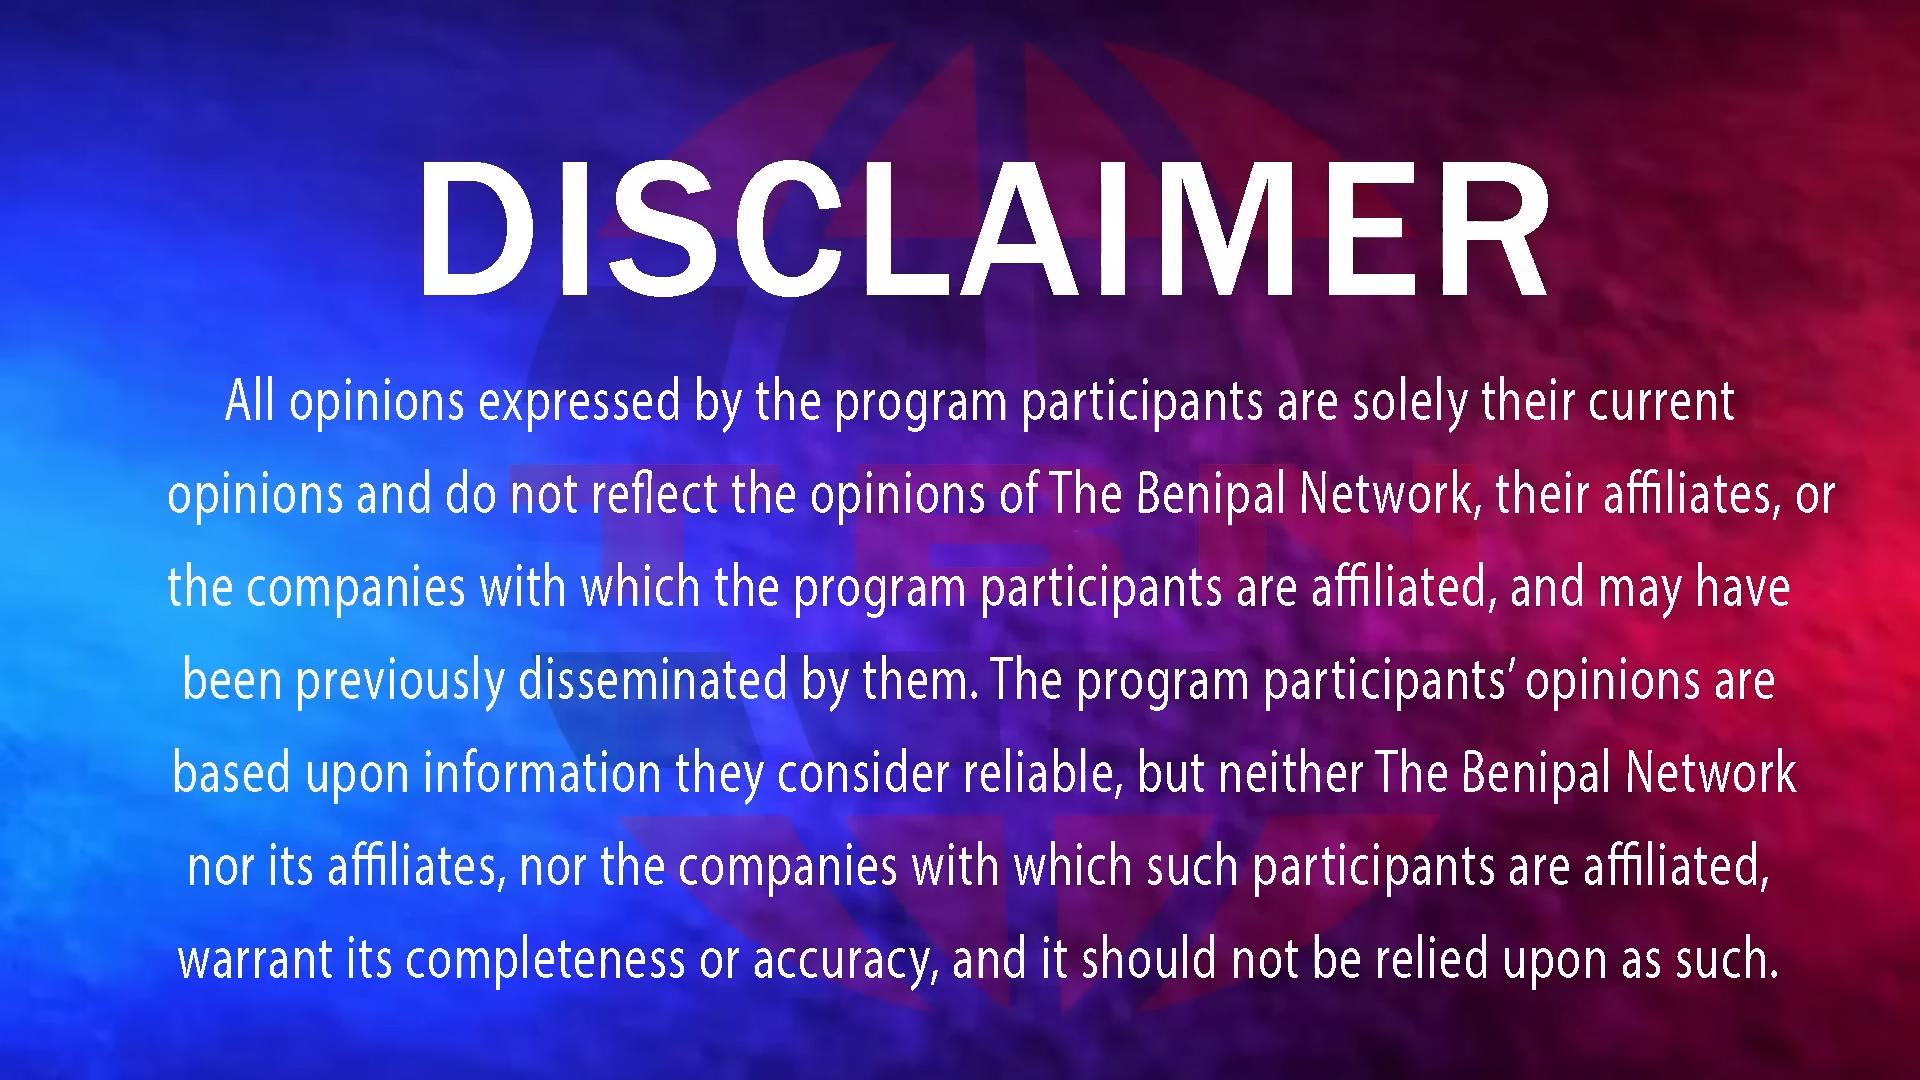 DISCLAIMER
All opinions expressed by the program participants are solely their current
opinions and do not reflect the opinions of The Benipal Network, their affiliates, or
the companies with which the program participants are affiliated, and may have
been previously disseminated by them. The program participants’ opinions are
based upon information they consider reliable, but neither The Benipal Network
nor its affiliates, nor the companies with which such participants are affiliated,
warrant its completeness or accuracy, and it should not be relied upon as such.
TBN